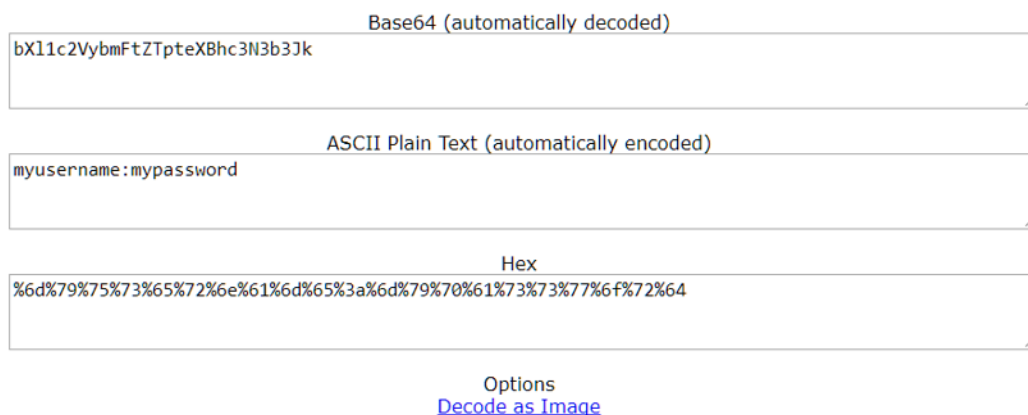 Base64 (automatically decoded)
bXl1c2VybmFtZTpteXBhc3N3b3Jk
ASCII Plain Text (automatically encoded)
myusername:mypassword
Hex
%6d%79%75%73%65%72%6e%61%6d%65%3a%6d%79%70%61%73%73%77%6f%72%64
Options
Decode as Image